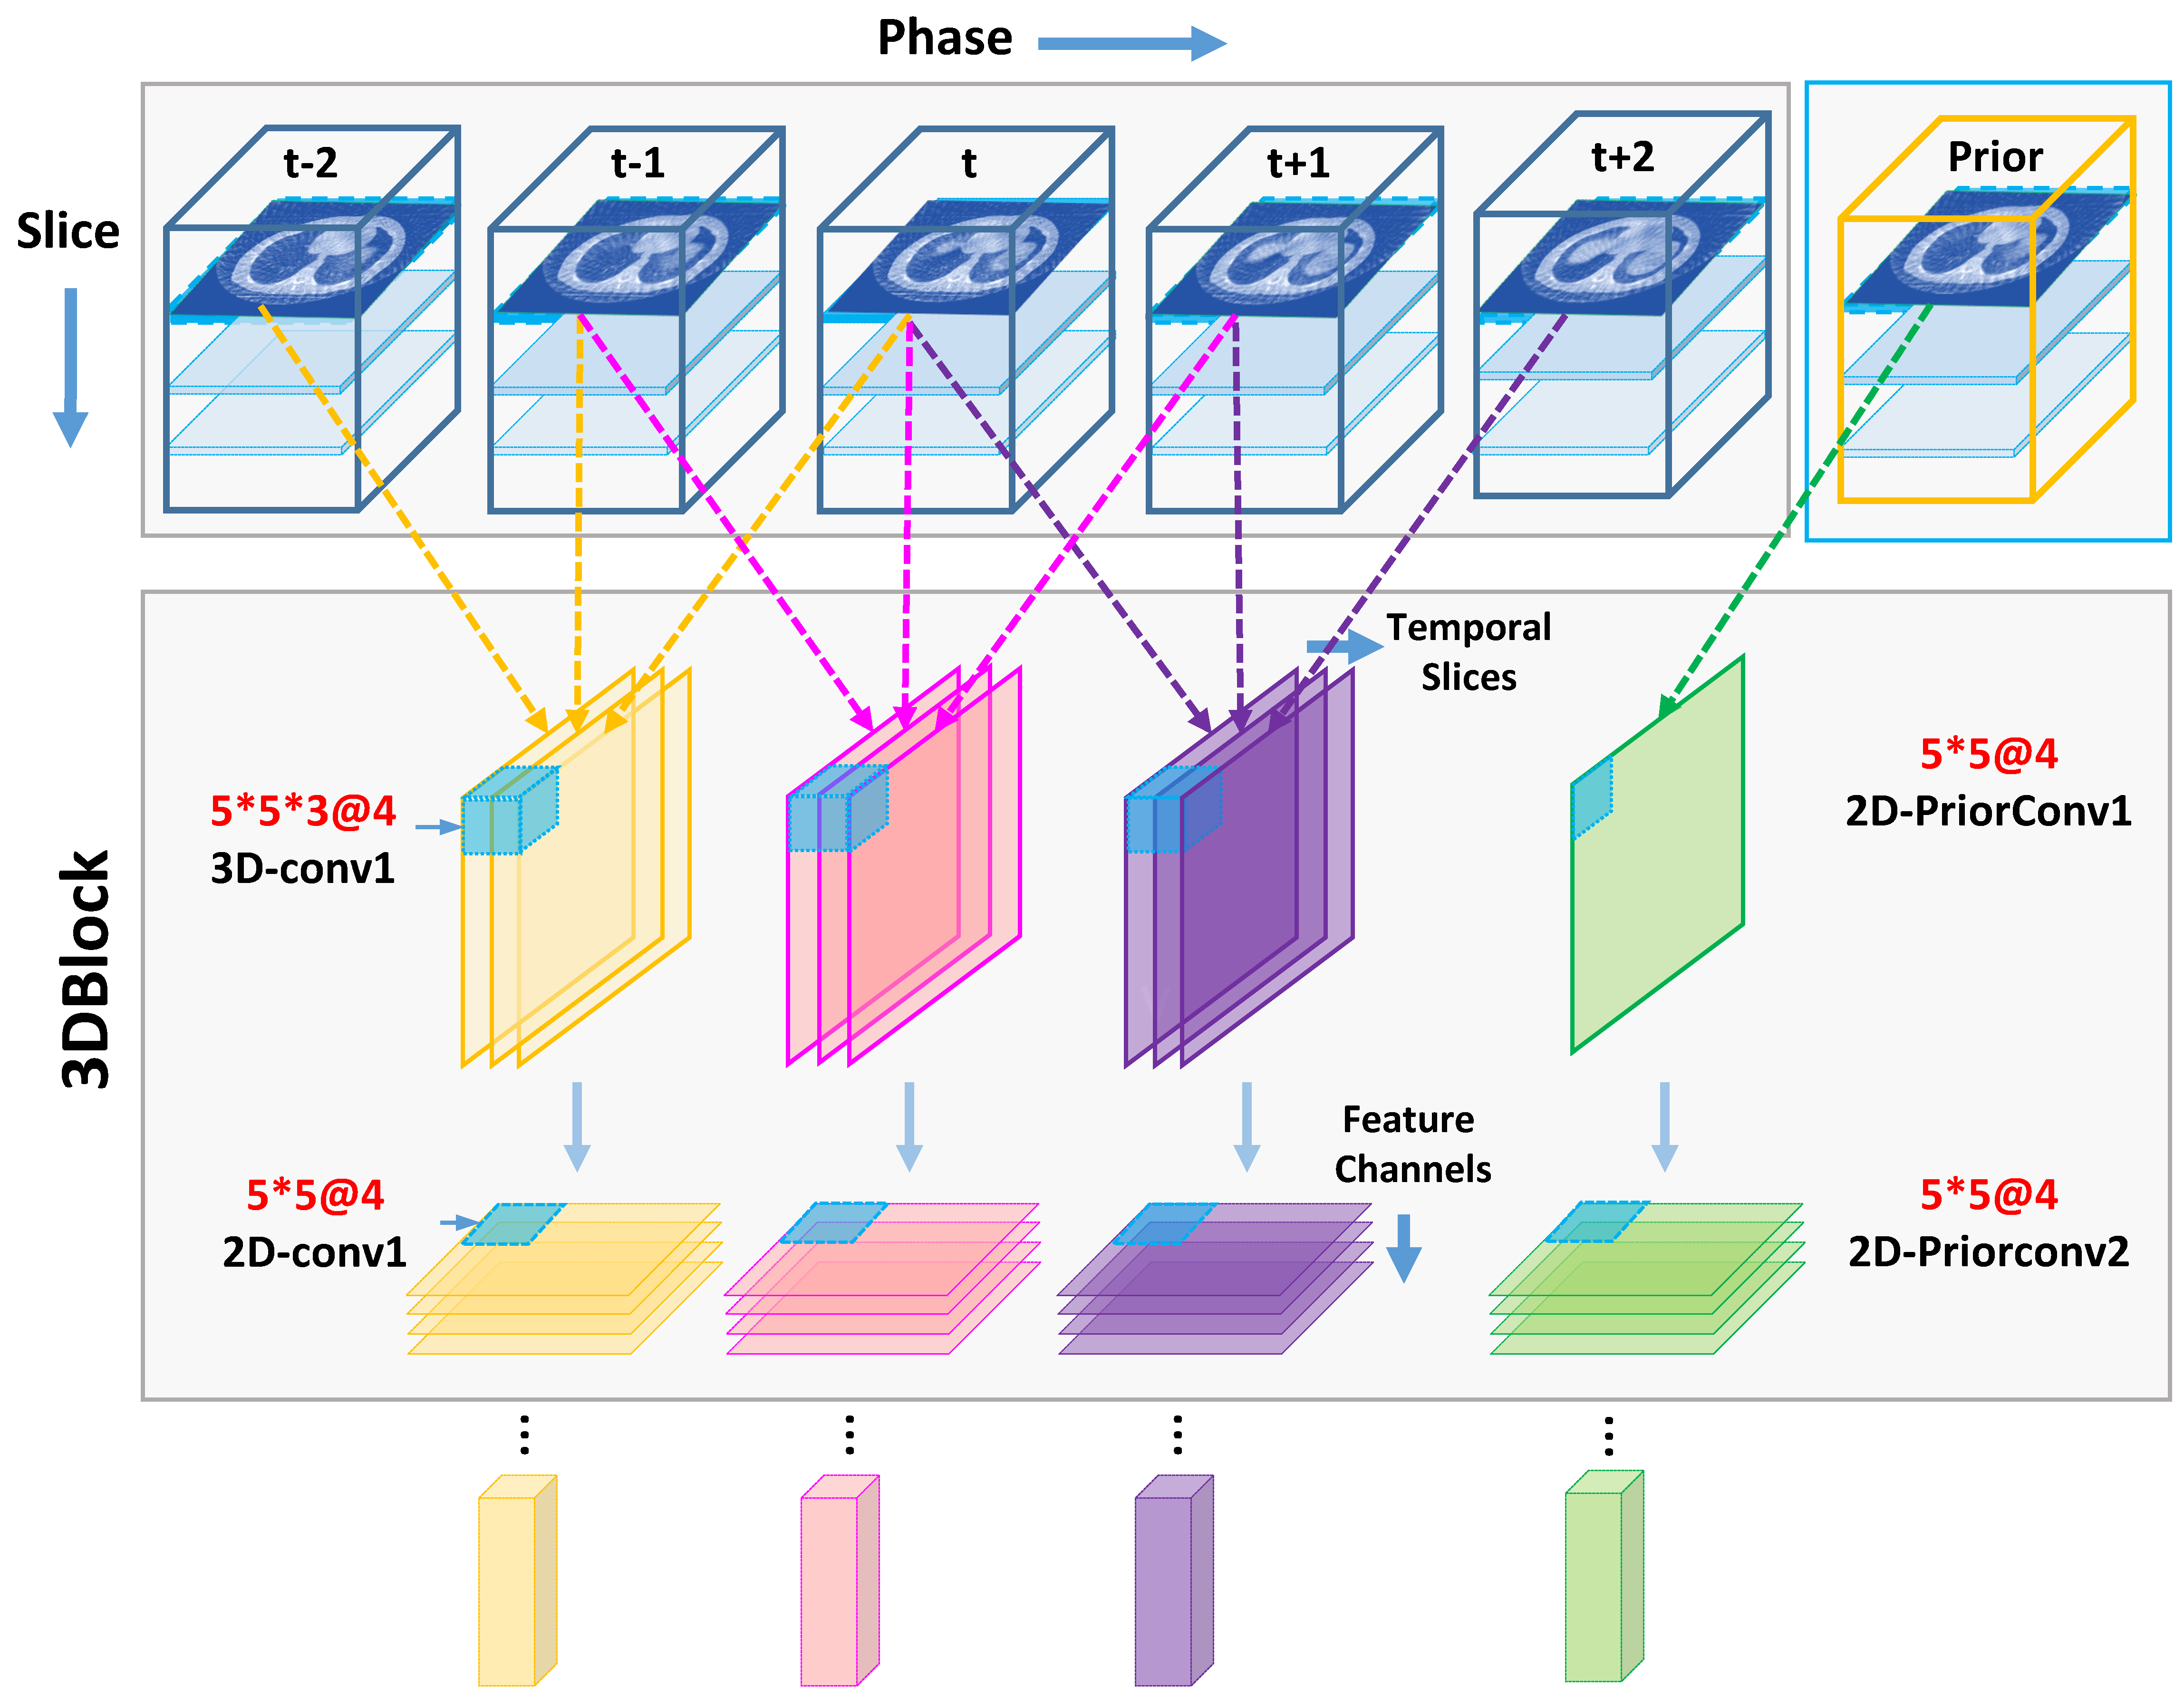 Phase
t-2
t-1
t
t+1
t+2
Prior
Slice
Temporal
Slices
5*5*3@4
3D-conv1
5*5@4
2D-PriorConv1
3DBlock
Feature
Channels
5*5@4
2D-conv1
5*5@4
2D-Priorconv2